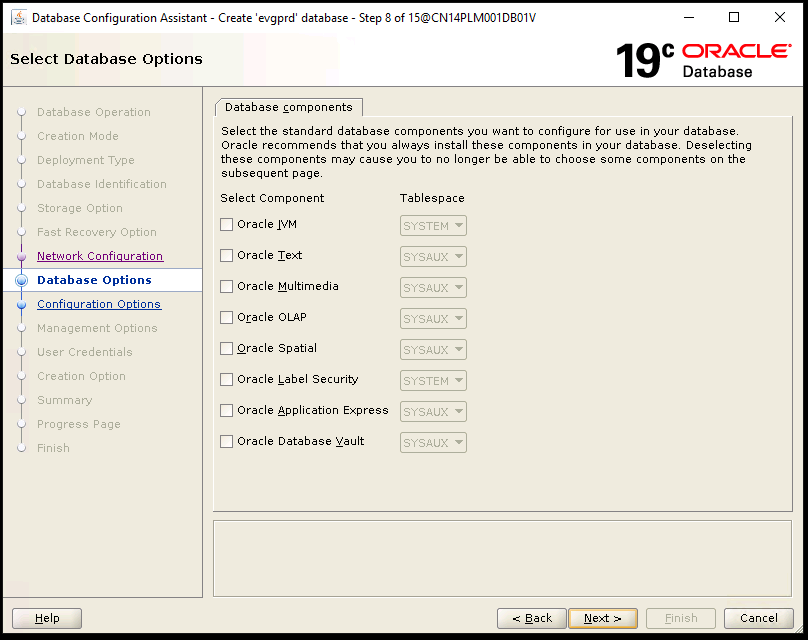 Database Configuration Assistant - Create 'evgprd' database - Step 8 of 15@CN14PLM001DB01V
Select Database Options
19c ORACLE
Database
Database Operation
Creation Mode
Deployment Type
Database Identification
Storage Option
Fast Recovery Option
Network Configuration
Database Options
Configuration Options
Management Options
User Credentials
Creation Option
Summary
Progress Page
Finish
Database components
Select the standard database components you want to configure for use in your database.
Oracle recommends that you always install these components in your database. Deselecting
these components may cause you to no longer be able to choose some components on the
subsequent page.
Select Component Tablespace
Oracle JVM SYSTEM
Oracle Text SYSAUX
Oracle Multimedia SYSAUX
Oracle OLAP SYSAUX
Oracle Spatial SYSAUX
Oracle Label Security SYSTEM
Oracle Application Express SYSAUX
Oracle Database Vault SYSAUX
Help < Back Next > Finish Cancel